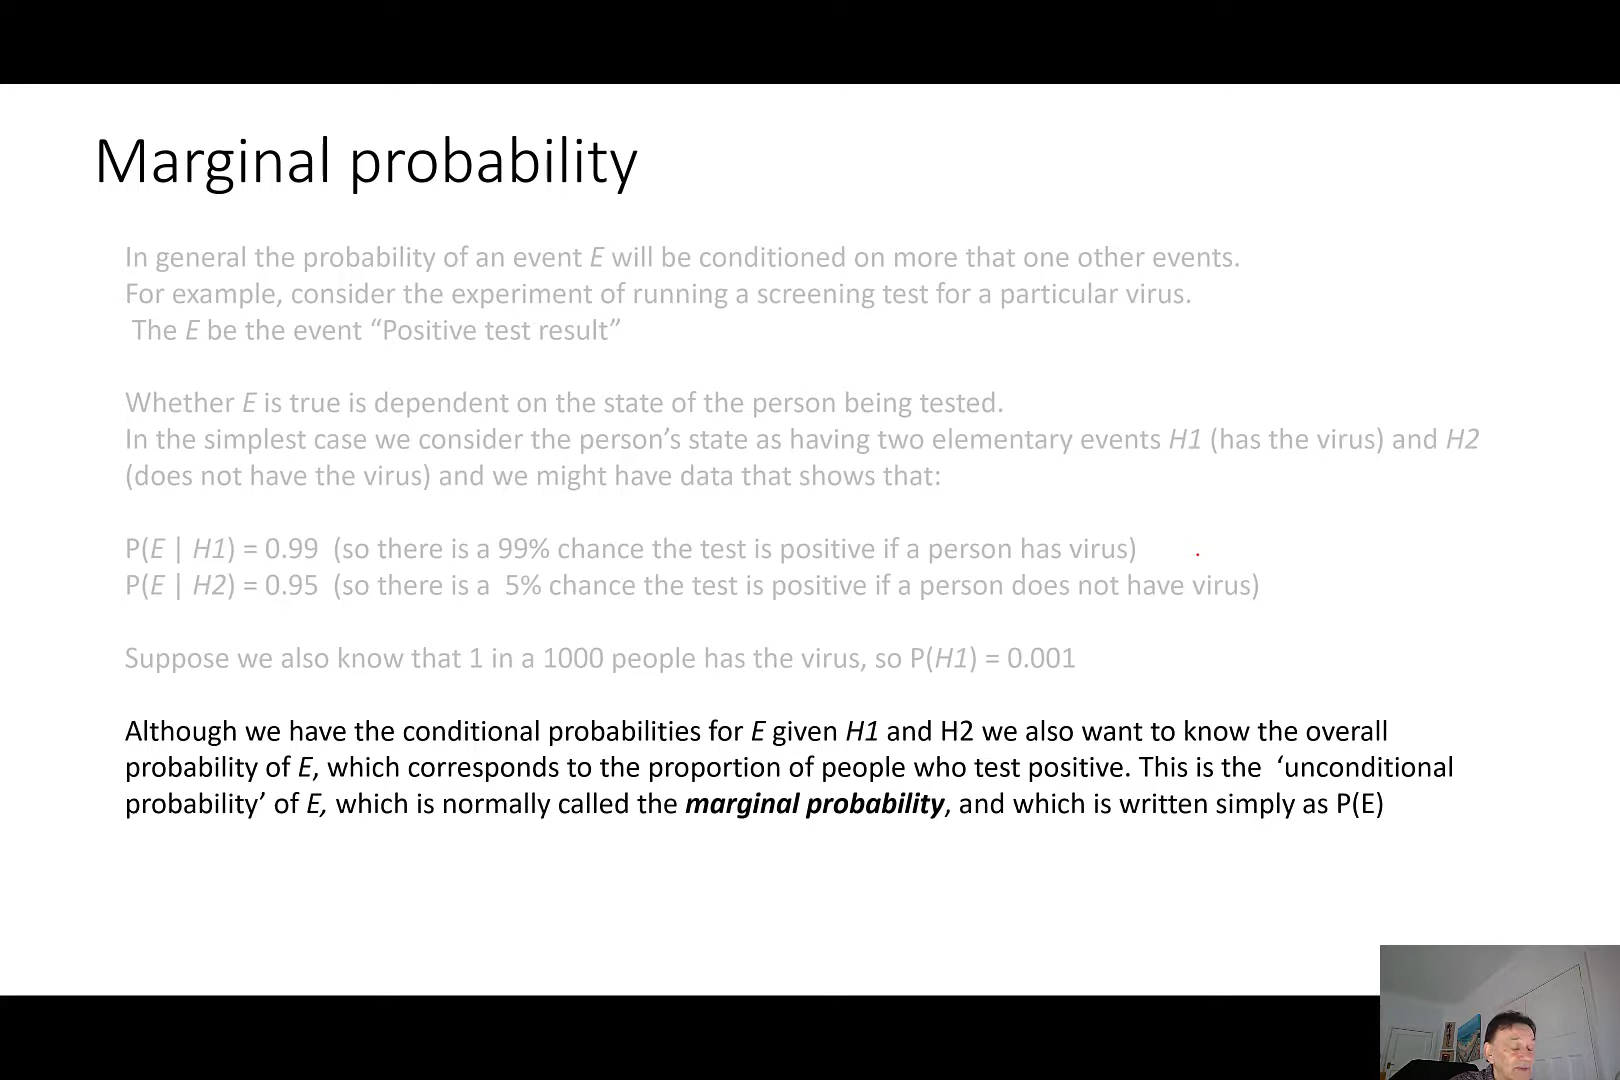 Marginal probability
In general the probability of an event E will be conditioned on more that one other events.
For example, consider the experiment of running a screening test for a particular virus.
The E be the event “Positive test result”
Whether E is true is dependent on the state of the person being tested.
In the simplest case we consider the person’s state as having two elementary events H1 (has the virus) and H2
(does not have the virus) and we might have data that shows that:
P(E | H1) = 0.99 (so there is a 99% chance the test is positive if a person has virus)
P(E | H2) = 0.95 (so there is a 5% chance the test is positive if a person does not have virus)
Suppose we also know that 1 in a 1000 people has the virus, so P(H1) = 0.001
Although we have the conditional probabilities for E given H1 and H2 we also want to know the overall
probability of E, which corresponds to the proportion of people who test positive. This is the ‘unconditional
probability’ of E, which is normally called the marginal probability, and which is written simply as P(E)